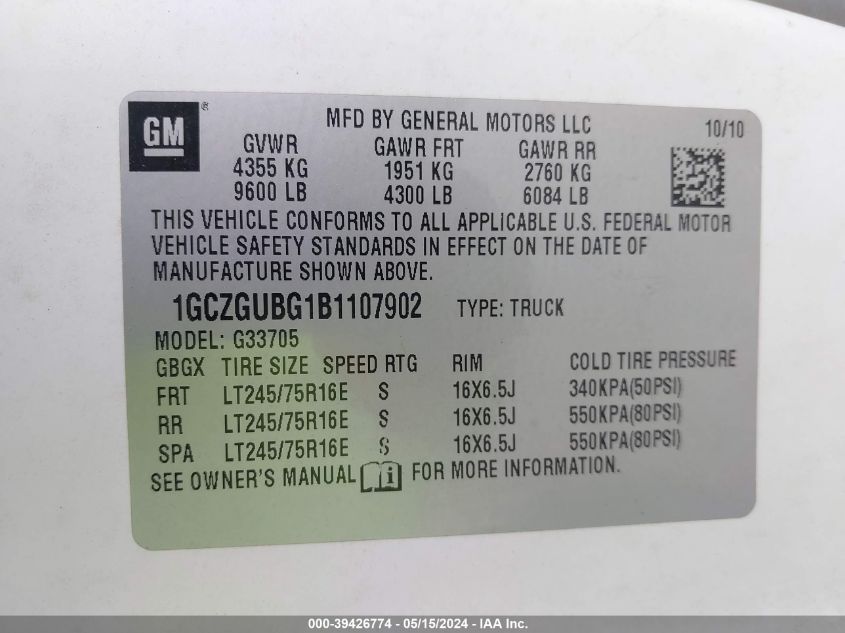 GM ®
MFD BY GENERAL MOTORS LLC 10/10
GVWR GAWR FRT GAWR RR
4355 KG 1951 KG 2760 KG
9600 LB 4300 LB 6084 LB
THIS VEHICLE CONFORMS TO ALL APPLICABLE U.S. FEDERAL MOTOR
VEHICLE SAFETY STANDARDS IN EFFECT ON THE DATE OF
MANUFACTURE SHOWN ABOVE.
1GCZGUBG1B1107902 TYPE: TRUCK
MODEL: G33705
GBGX TIRE SIZE SPEED RTG RIM COLD TIRE PRESSURE
FRT LT245/75R16E S 16X6.5J 340KPA(50PSI)
RR LT245/75R16E S 16X6.5J 550KPA(80PSI)
SPA LT245/75R16E S 16X6.5J 550KPA(80PSI)
SEE OWNER'S MANUAL i FOR MORE INFORMATION.
000-39426774 - 05/15/2024 - IAA Inc.